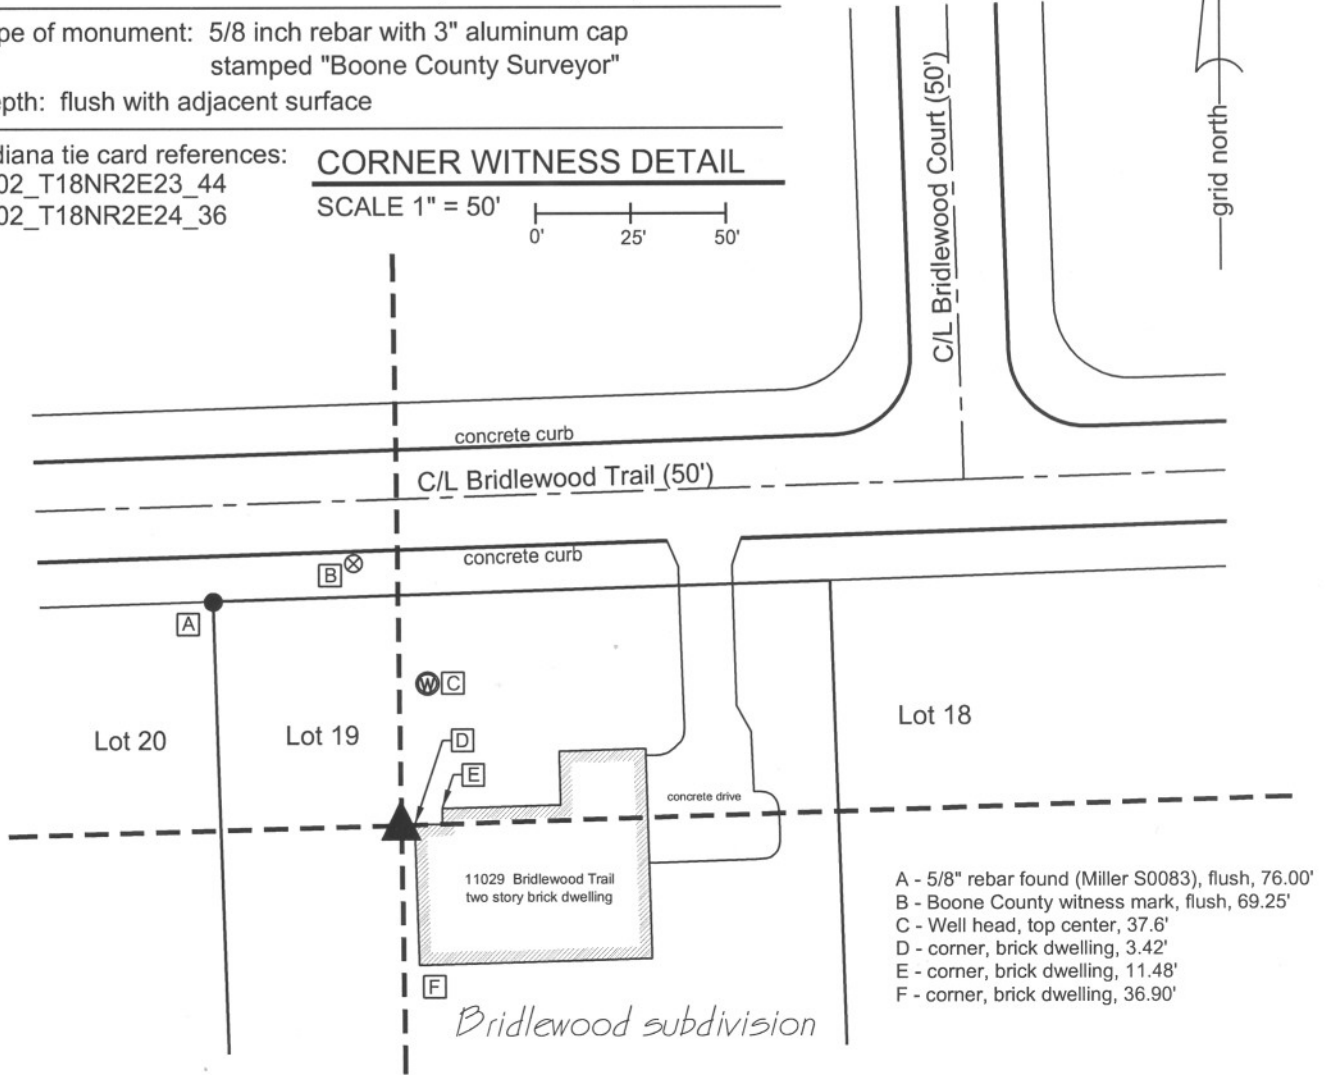 pe of monument: 5/8 inch rebar with 3" aluminum cap
stamped "Boone County Surveyor"
epth: flush with adjacent surface
diana tie card references:
02_T18NR2E23_44
02_T18NR2E24_36
CORNER WITNESS DETAIL
SCALE 1" = 50'
0' 25' 50'
C/L Bridlewood Court (50')
grid north
concrete curb
C/L Bridlewood Trail (50')
concrete curb
B
A
W C
Lot 20
Lot 19
Lot 18
D
E
concrete drive
11029 Bridlewood Trail
two story brick dwelling
F
Bridlewood subdivision
A - 5/8" rebar found (Miller S0083), flush, 76.00'
B - Boone County witness mark, flush, 69.25'
C - Well head, top center, 37.6'
D - corner, brick dwelling, 3.42'
E - corner, brick dwelling, 11.48'
F - corner, brick dwelling, 36.90'